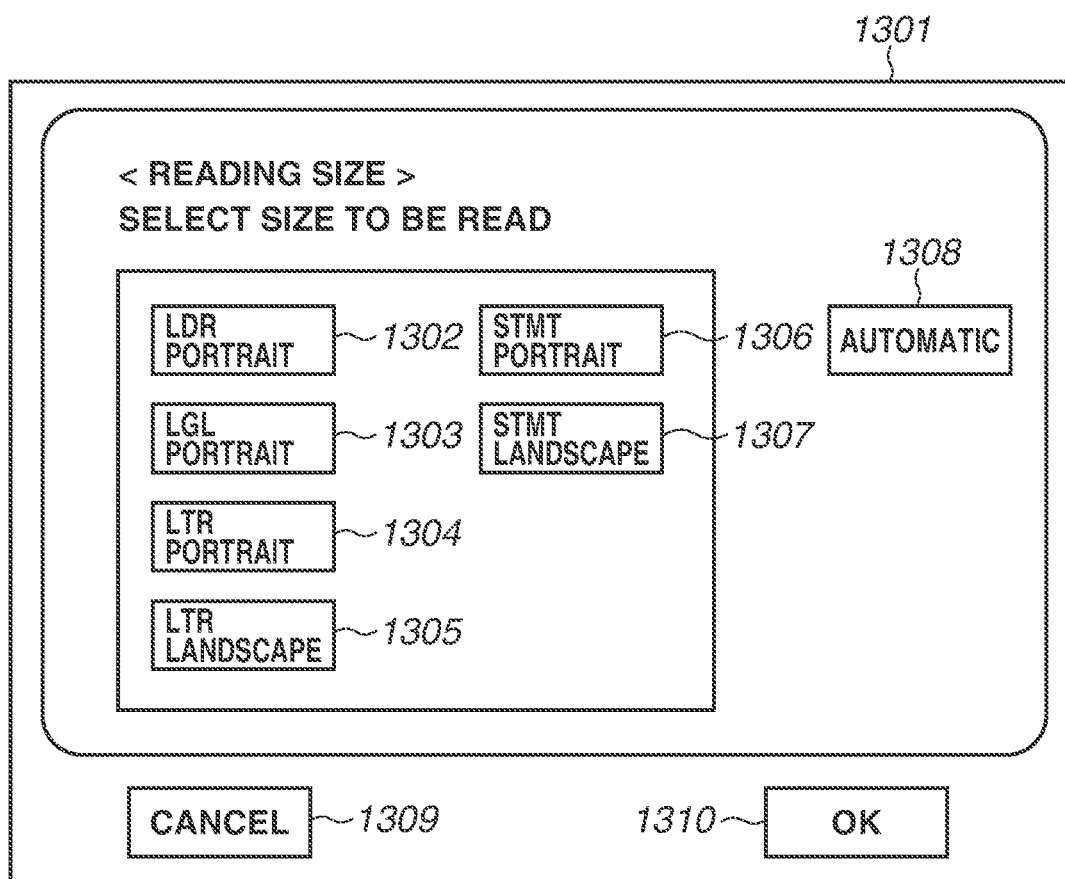 1301
< READING SIZE >
SELECT SIZE TO BE READ
1308
LDR
PORTRAIT
1302
STMT
PORTRAIT
1306
AUTOMATIC
LGL
PORTRAIT
1303
STMT
LANDSCAPE
1307
LTR
PORTRAIT
1304
LTR
LANDSCAPE
1305
CANCEL
1309
1310
OK